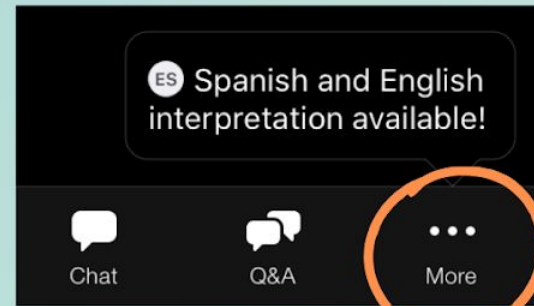 ES Spanish and English
interpretation available!
Chat
Q&A
More